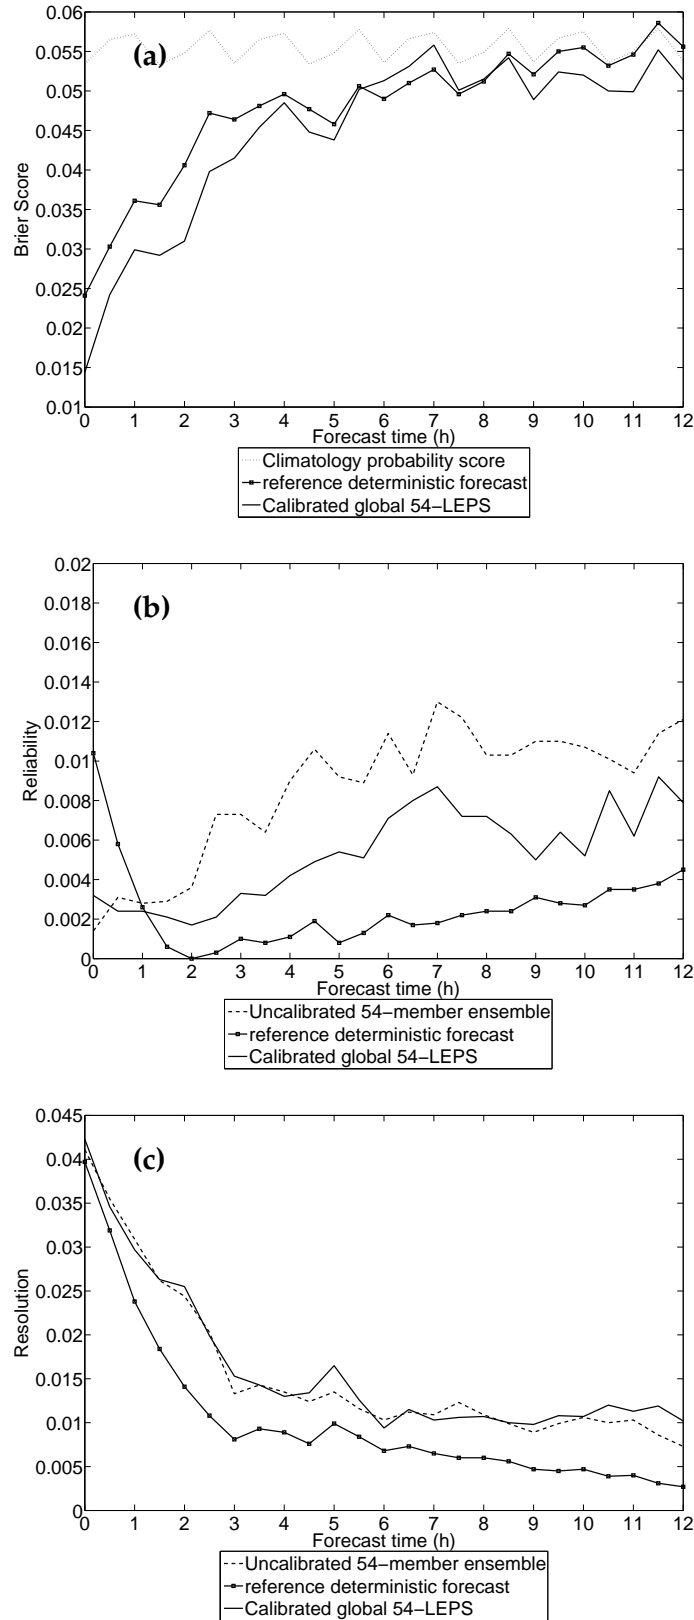 0.06
0.055
0.05
0.045
0.04
0.035
0.03
0.025
0.02
0.015
0.01
Brier Score
(a)
0 1 2 3 4 5 6 7 8 9 10 11 12
Forecast time (h)
Climatology probability score
reference deterministic forecast
Calibrated global 54−LEPS
0.02
0.018
0.016
0.014
0.012
0.01
0.008
0.006
0.004
0.002
0
Reliability
(b)
0 1 2 3 4 5 6 7 8 9 10 11 12
Forecast time (h)
Uncalibrated 54−member ensemble
reference deterministic forecast
Calibrated global 54−LEPS
0.045
0.04
0.035
0.03
0.025
0.02
0.015
0.01
0.005
0
Resolution
(c)
0 1 2 3 4 5 6 7 8 9 10 11 12
Forecast time (h)
Uncalibrated 54−member ensemble
reference deterministic forecast
Calibrated global 54−LEPS